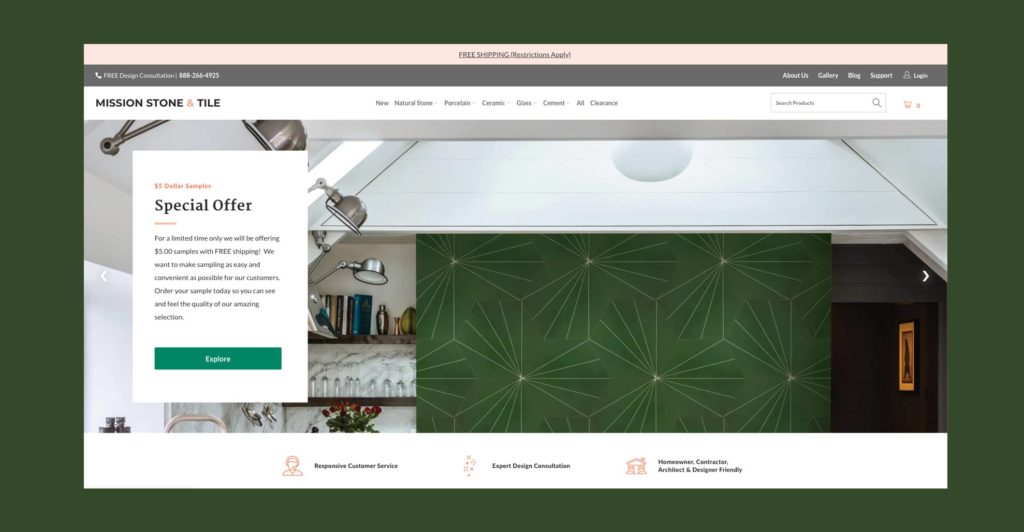 FREE SHIPPING (Restrictions Apply)
FREE Design Consultation | 888-266-4925
About Us Gallery Blog Support Login
MISSION STONE & TILE
New Natural Stone Porcelain Ceramic Glass Cement All Clearance
Search Products
0
$5 Dollar Samples
Special Offer
For a limited time only we will be offering
$5.00 samples with FREE shipping! We
want to make sampling as easy and
convenient as possible for our customers.
Order your sample today so you can see
and feel the quality of our amazing
selection.
Explore
Responsive Customer Service
Expert Design Consultation
Homeowner, Contractor,
Architect & Designer Friendly